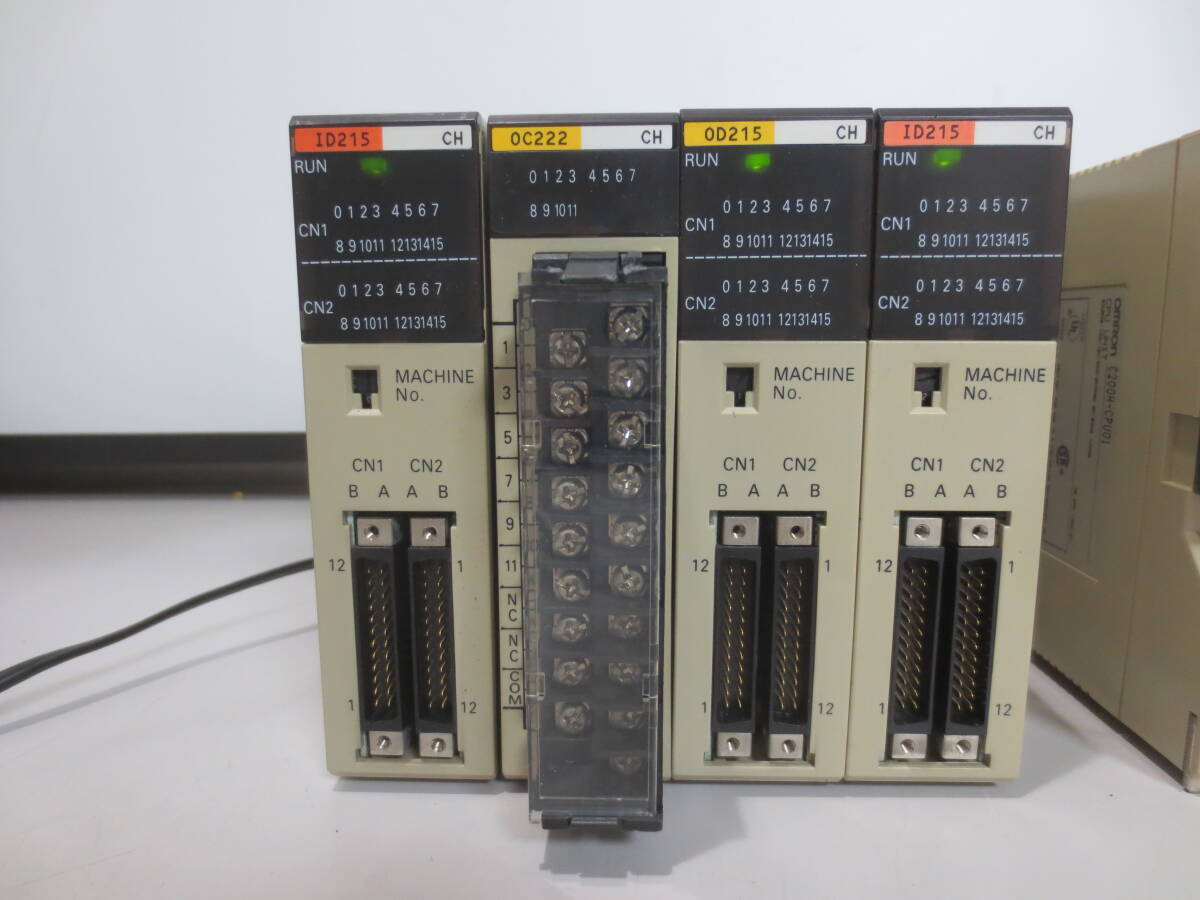 ID215 CH
RUN
0 1 2 3 4 5 6 7
CN1
8 9 10 11 12 13 14 15
0 1 2 3 4 5 6 7
CN2
8 9 10 11 12 13 14 15
MACHINE
No.
CN1 CN2
B A A B
12 1
1 12
OC222 CH
0 1 2 3 4 5 6 7
8 9 10 11
1
3
5
7
9
11
NC
NC
COM
OD215 CH
RUN
0 1 2 3 4 5 6 7
CN1
8 9 10 11 12 13 14 15
0 1 2 3 4 5 6 7
CN2
8 9 10 11 12 13 14 15
MACHINE
No.
CN1 CN2
B A A B
12 1
1 12
ID215 CH
RUN
0 1 2 3 4 5 6 7
CN1
8 9 10 11 12 13 14 15
0 1 2 3 4 5 6 7
CN2
8 9 10 11 12 13 14 15
MACHINE
No.
CN1 CN2
B A A B
12 1
1 12
omron C200H-CPU01
CPU UNIT